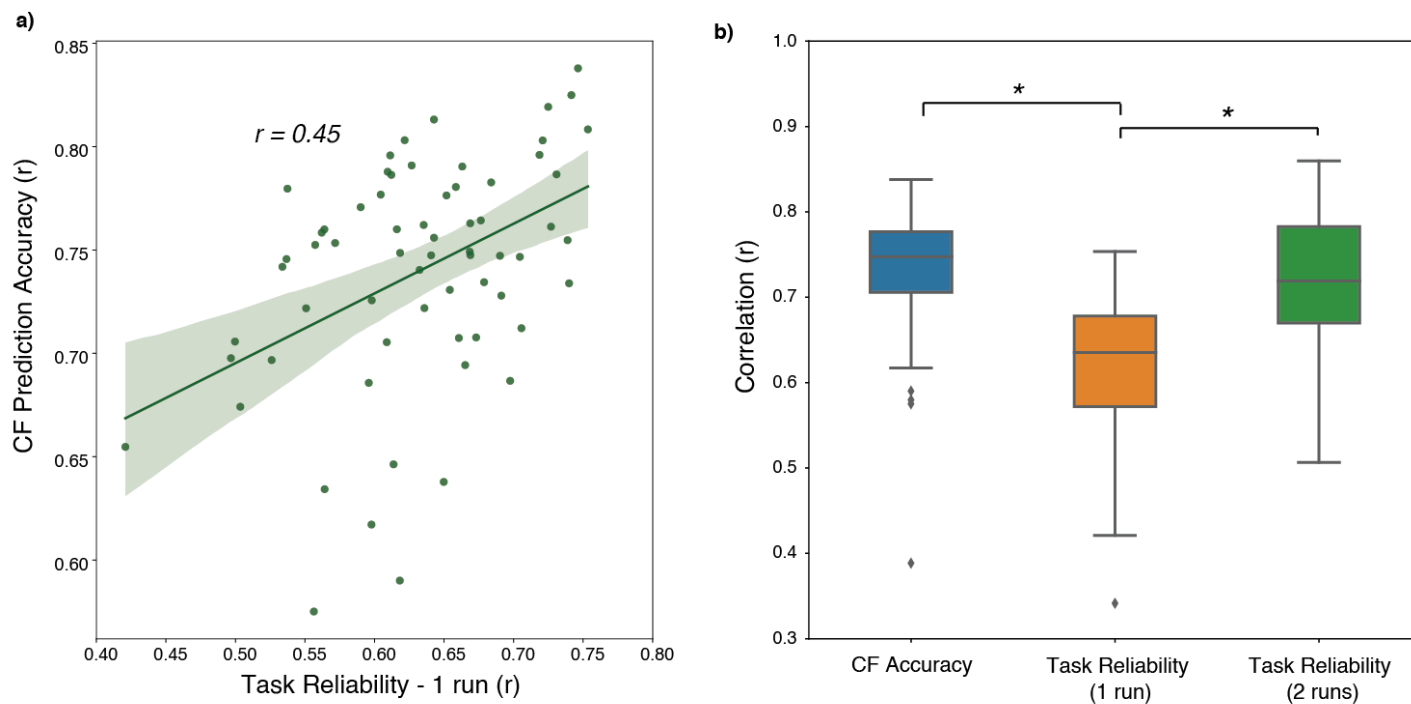 a)
0.85
0.80
0.75
0.70
0.65
0.60
CF Prediction Accuracy (r)
r = 0.45
0.40
0.45
0.50
0.55
0.60
0.65
0.70
0.75
0.80
Task Reliability - 1 run (r)
b)
1.0
0.9
0.8
0.7
0.6
0.5
0.4
0.3
Correlation (r)
*
*
CF Accuracy
Task Reliability
(1 run)
Task Reliability
(2 runs)